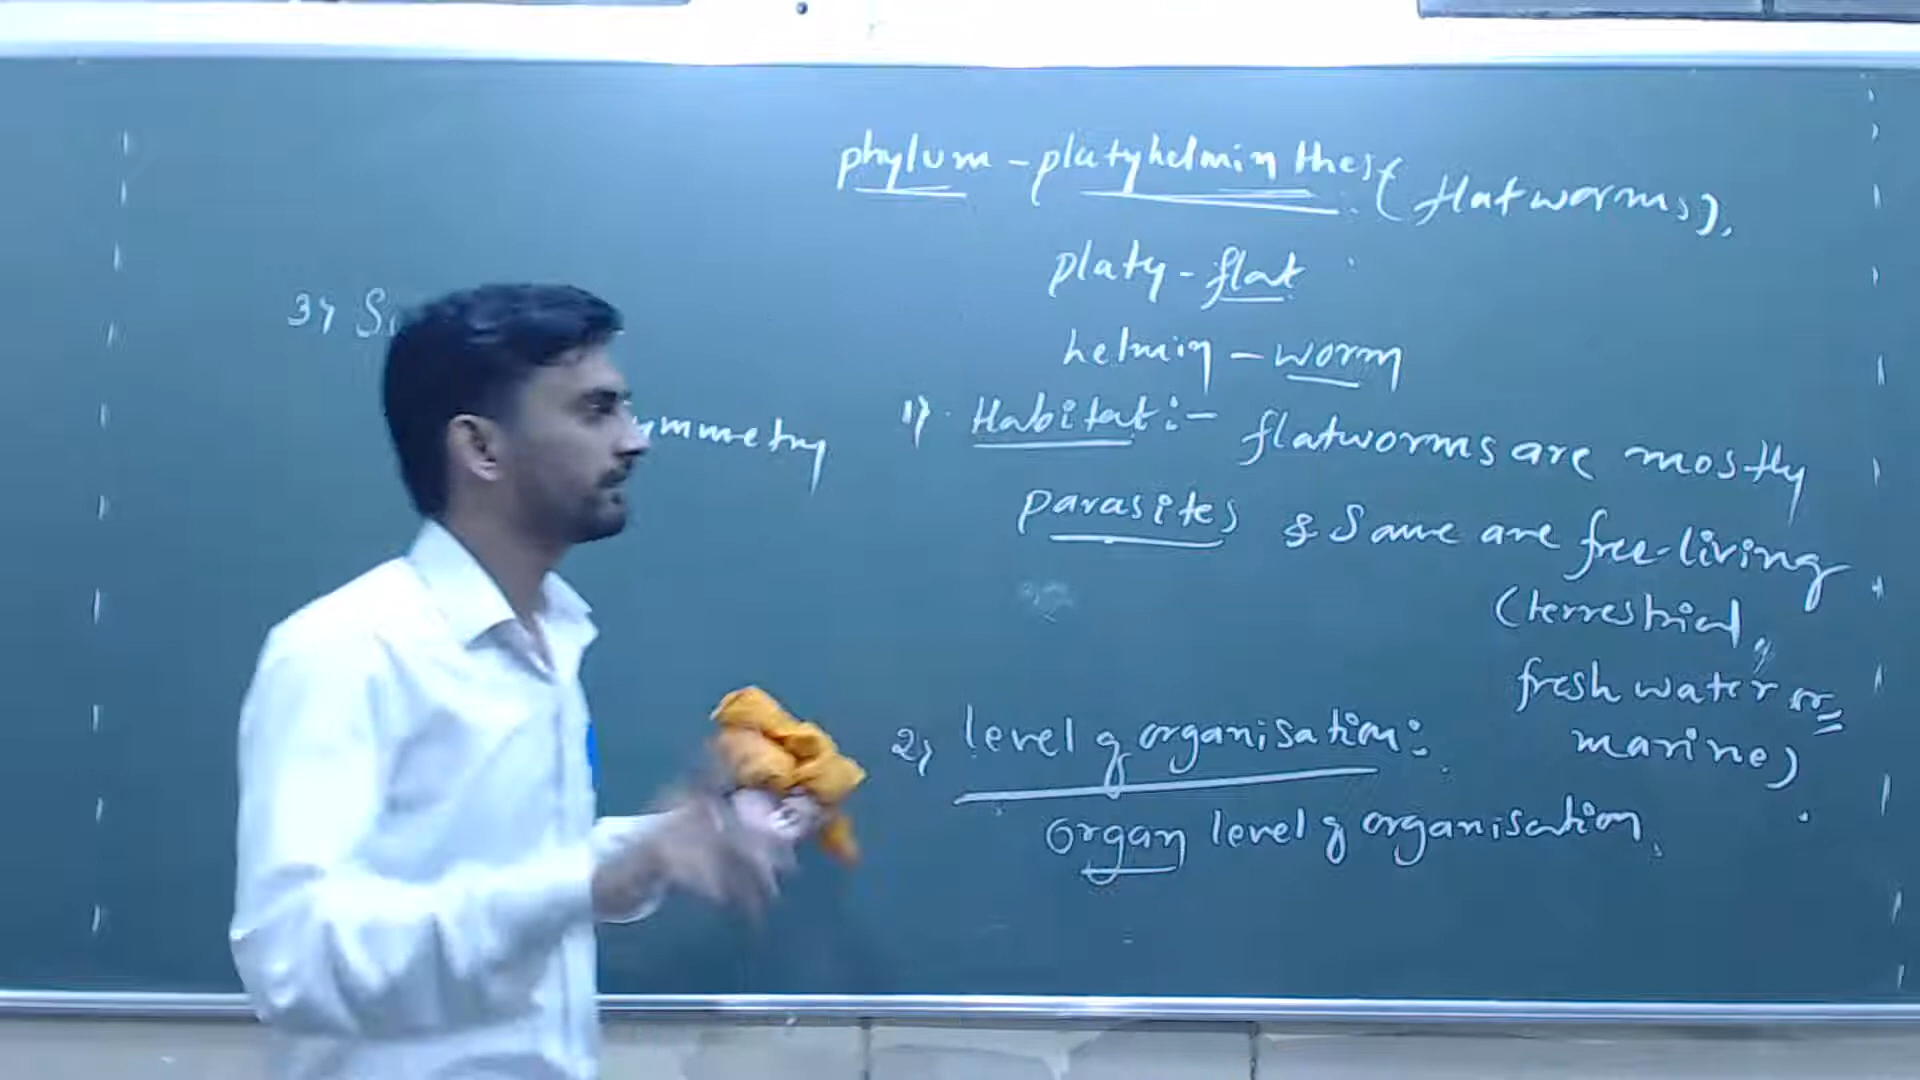 phylum - platyhelminthes (flatworms).
platy - flat
helmin - worm
1) Habitat :- flatworms are mostly
parasites & Some are free-living
(terrestrial,
fresh water or
marine)
2) level of organisation :
organ level of organisation.
3)
ymmetry